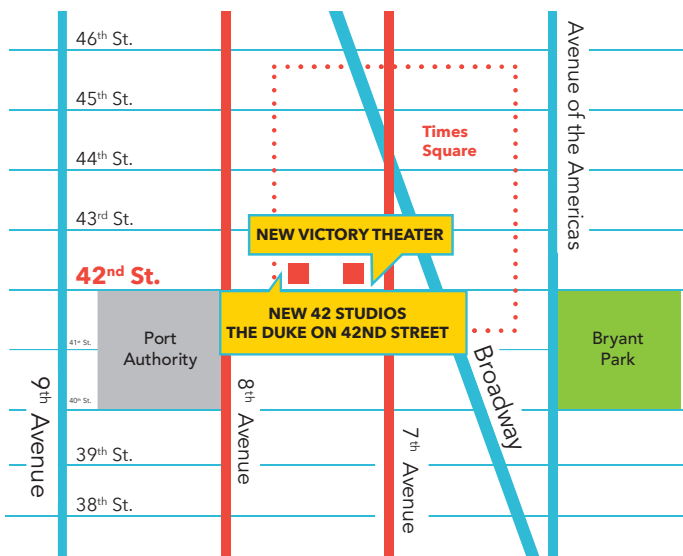 46th St.
45th St.
44th St.
43rd St.
42nd St.
41st St.
40th St.
39th St.
38th St.
Times
Square
NEW VICTORY THEATER
NEW 42 STUDIOS
THE DUKE ON 42ND STREET
Port
Authority
Bryant
Park
9th Avenue
8th Avenue
7th Avenue
Broadway
Avenue of the Americas